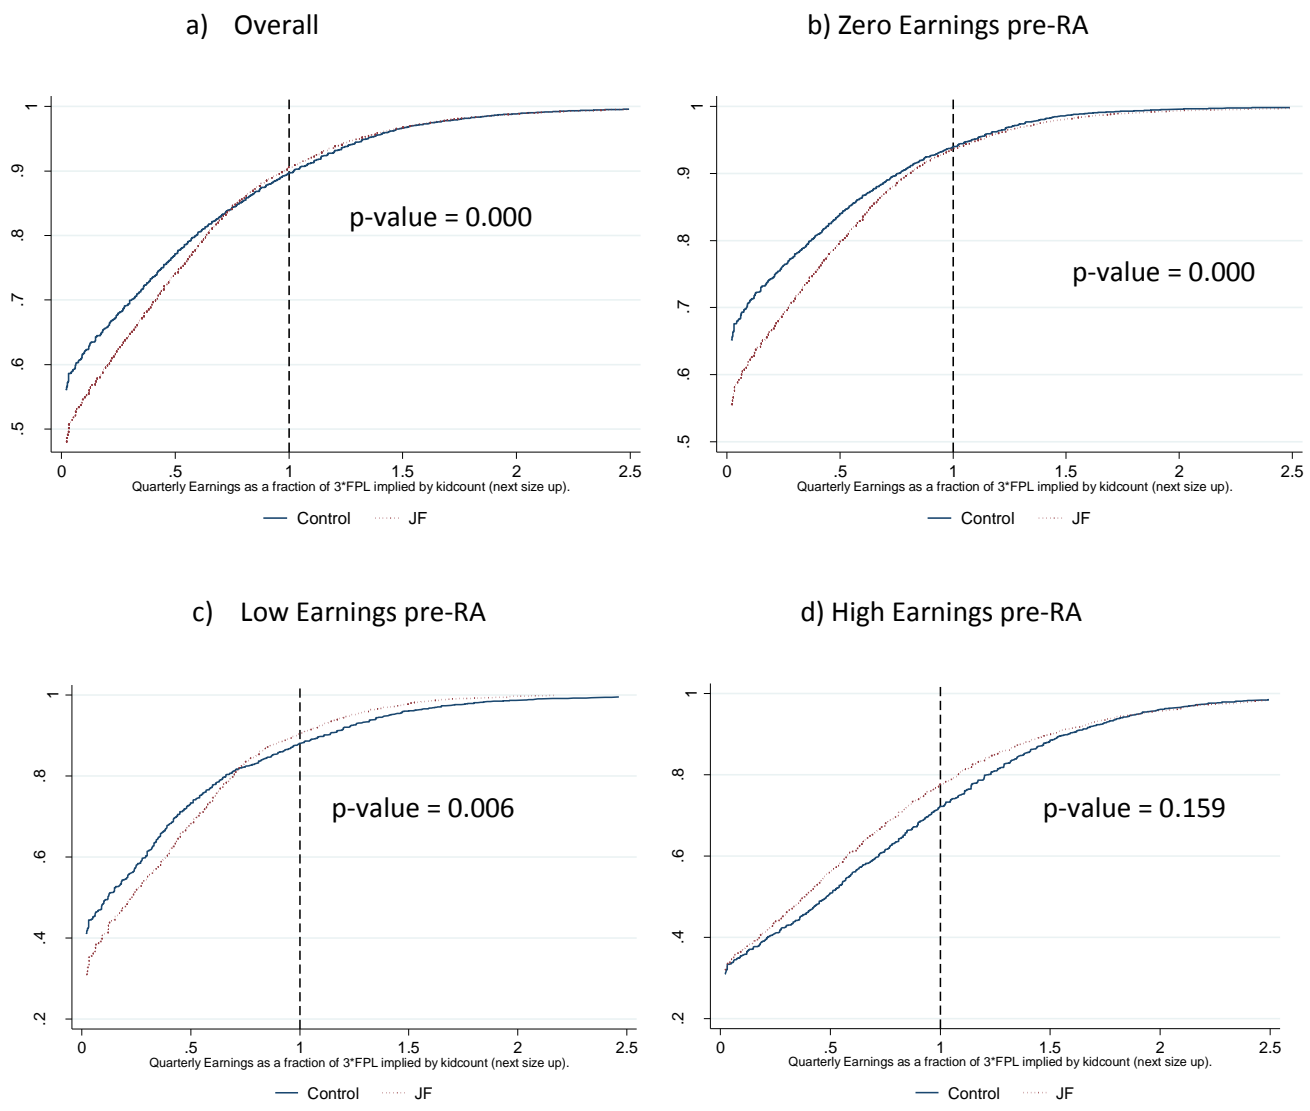 a) Overall
b) Zero Earnings pre-RA
1
.9
.8
.7
.6
.5
p-value = 0.000
0 .5 1 1.5 2 2.5
Quarterly Earnings as a fraction of 3*FPL implied by kidcount (next size up).
Control JF
1
.9
.8
.7
.6
.5
p-value = 0.000
0 .5 1 1.5 2 2.5
Quarterly Earnings as a fraction of 3*FPL implied by kidcount (next size up).
Control JF
c) Low Earnings pre-RA
d) High Earnings pre-RA
1
.8
.6
.4
.2
p-value = 0.006
0 .5 1 1.5 2 2.5
Quarterly Earnings as a fraction of 3*FPL implied by kidcount (next size up).
Control JF
1
.8
.6
.4
.2
p-value = 0.159
0 .5 1 1.5 2 2.5
Quarterly Earnings as a fraction of 3*FPL implied by kidcount (next size up).
Control JF